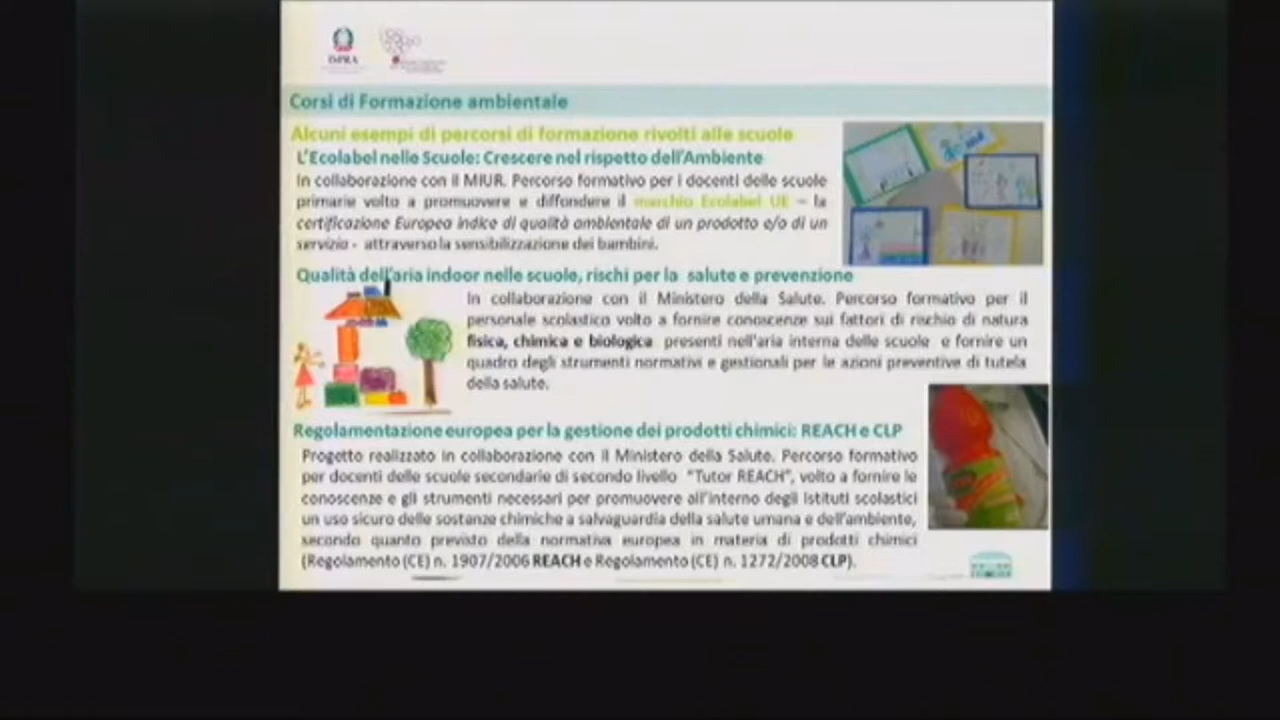 ISPRA
Corsi di Formazione ambientale
Alcuni esempi di percorsi di formazione rivolti alle scuole
L'Ecolabel nelle Scuole: Crescere nel rispetto dell'Ambiente
In collaborazione con il MIUR. Percorso formativo per i docenti delle scuole
primarie volto a promuovere e diffondere il marchio Ecolabel UE – la
certificazione Europea indice di qualità ambientale di un prodotto e/o di un
servizio - attraverso la sensibilizzazione dei bambini.
Qualità dell'aria indoor nelle scuole, rischi per la salute e prevenzione
In collaborazione con il Ministero della Salute. Percorso formativo per il
personale scolastico volto a fornire conoscenze sui fattori di rischio di natura
fisica, chimica e biologica presenti nell'aria interna delle scuole e fornire un
quadro degli strumenti normativi e gestionali per le azioni preventive di tutela
della salute.
Regolamentazione europea per la gestione dei prodotti chimici: REACH e CLP
Progetto realizzato in collaborazione con il Ministero della Salute. Percorso formativo
per docenti delle scuole secondarie di secondo livello "Tutor REACH", volto a fornire le
conoscenze e gli strumenti necessari per promuovere all'interno degli Istituti scolastici
un uso sicuro delle sostanze chimiche a salvaguardia della salute umana e dell'ambiente,
secondo quanto previsto della normativa europea in materia di prodotti chimici
(Regolamento (CE) n. 1907/2006 REACH e Regolamento (CE) n. 1272/2008 CLP).